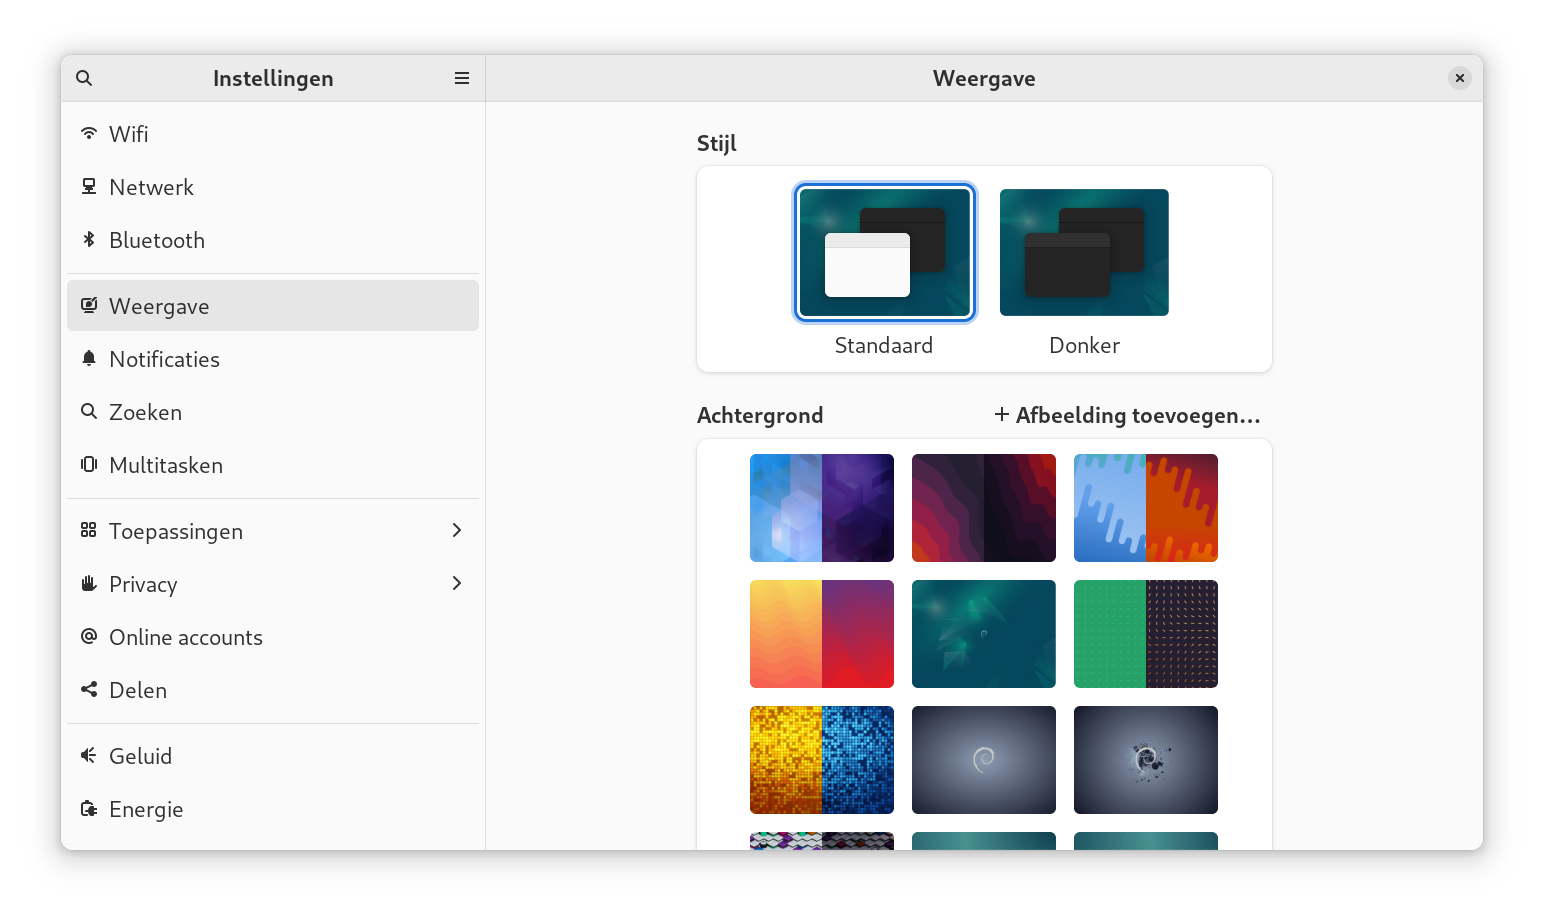 Instellingen
Weergave
Wifi
Netwerk
Bluetooth
Weergave
Notificaties
Zoeken
Multitasken
Toepassingen
Privacy
Online accounts
Delen
Geluid
Energie
Stijl
Standaard
Donker
Achtergrond
+ Afbeelding toevoegen…